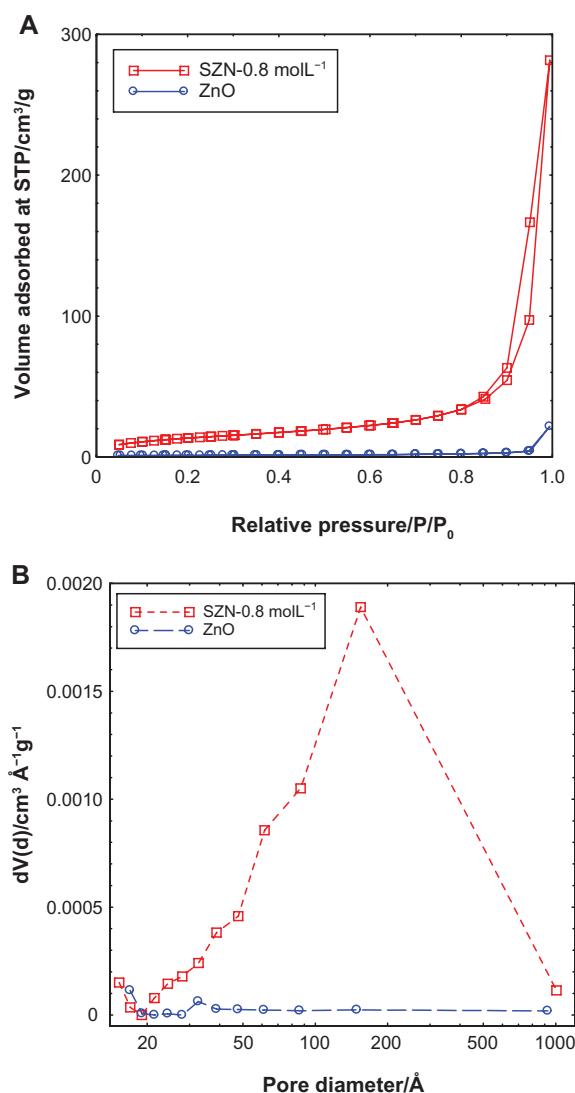 A
300
200
100
0
Volume adsorbed at STP/cm³/g
SZN-0.8 molL⁻¹
ZnO
0 0.2 0.4 0.6 0.8 1.0
Relative pressure/P/P₀
B
0.0020
0.0015
0.0010
0.0005
0
dV(d)/cm³ Å⁻¹g⁻¹
SZN-0.8 molL⁻¹
ZnO
20 50 100 200 500 1000
Pore diameter/Å